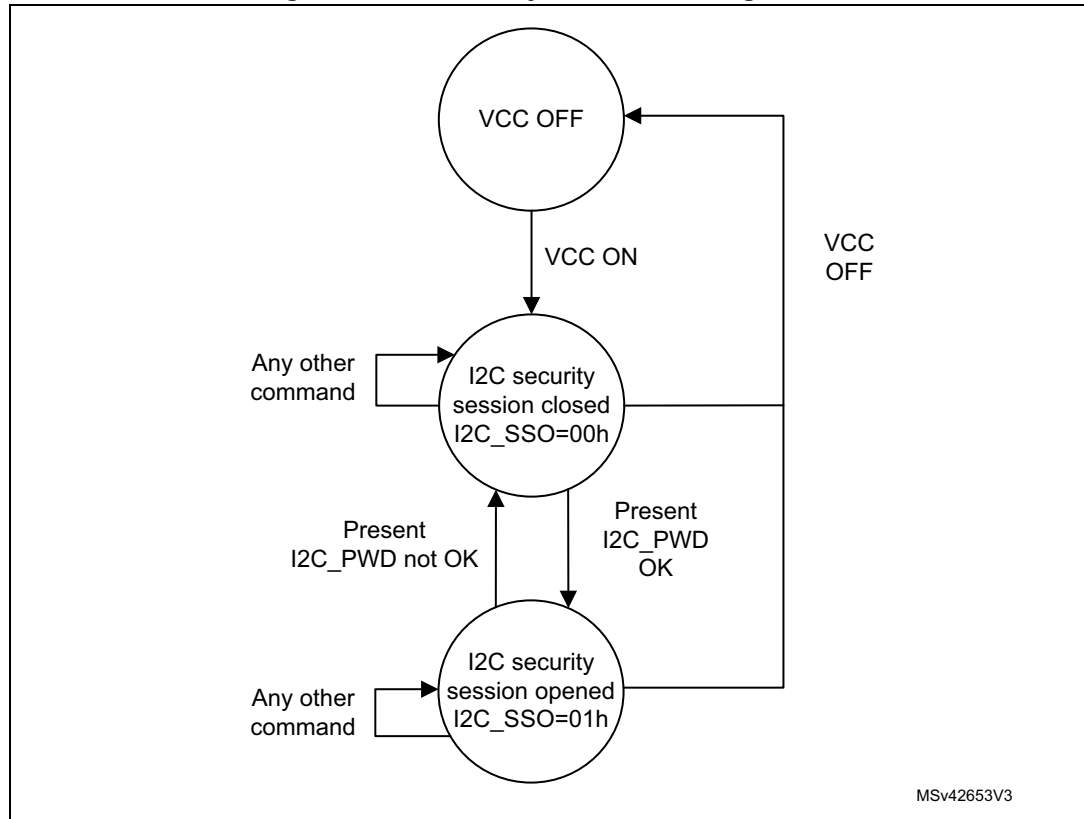 VCC OFF
VCC ON
VCC
OFF
Any other
command
I2C security
session closed
I2C_SSO=00h
Present
I2C_PWD not OK
Present
I2C_PWD
OK
Any other
command
I2C security
session opened
I2C_SSO=01h
MSv42653V3